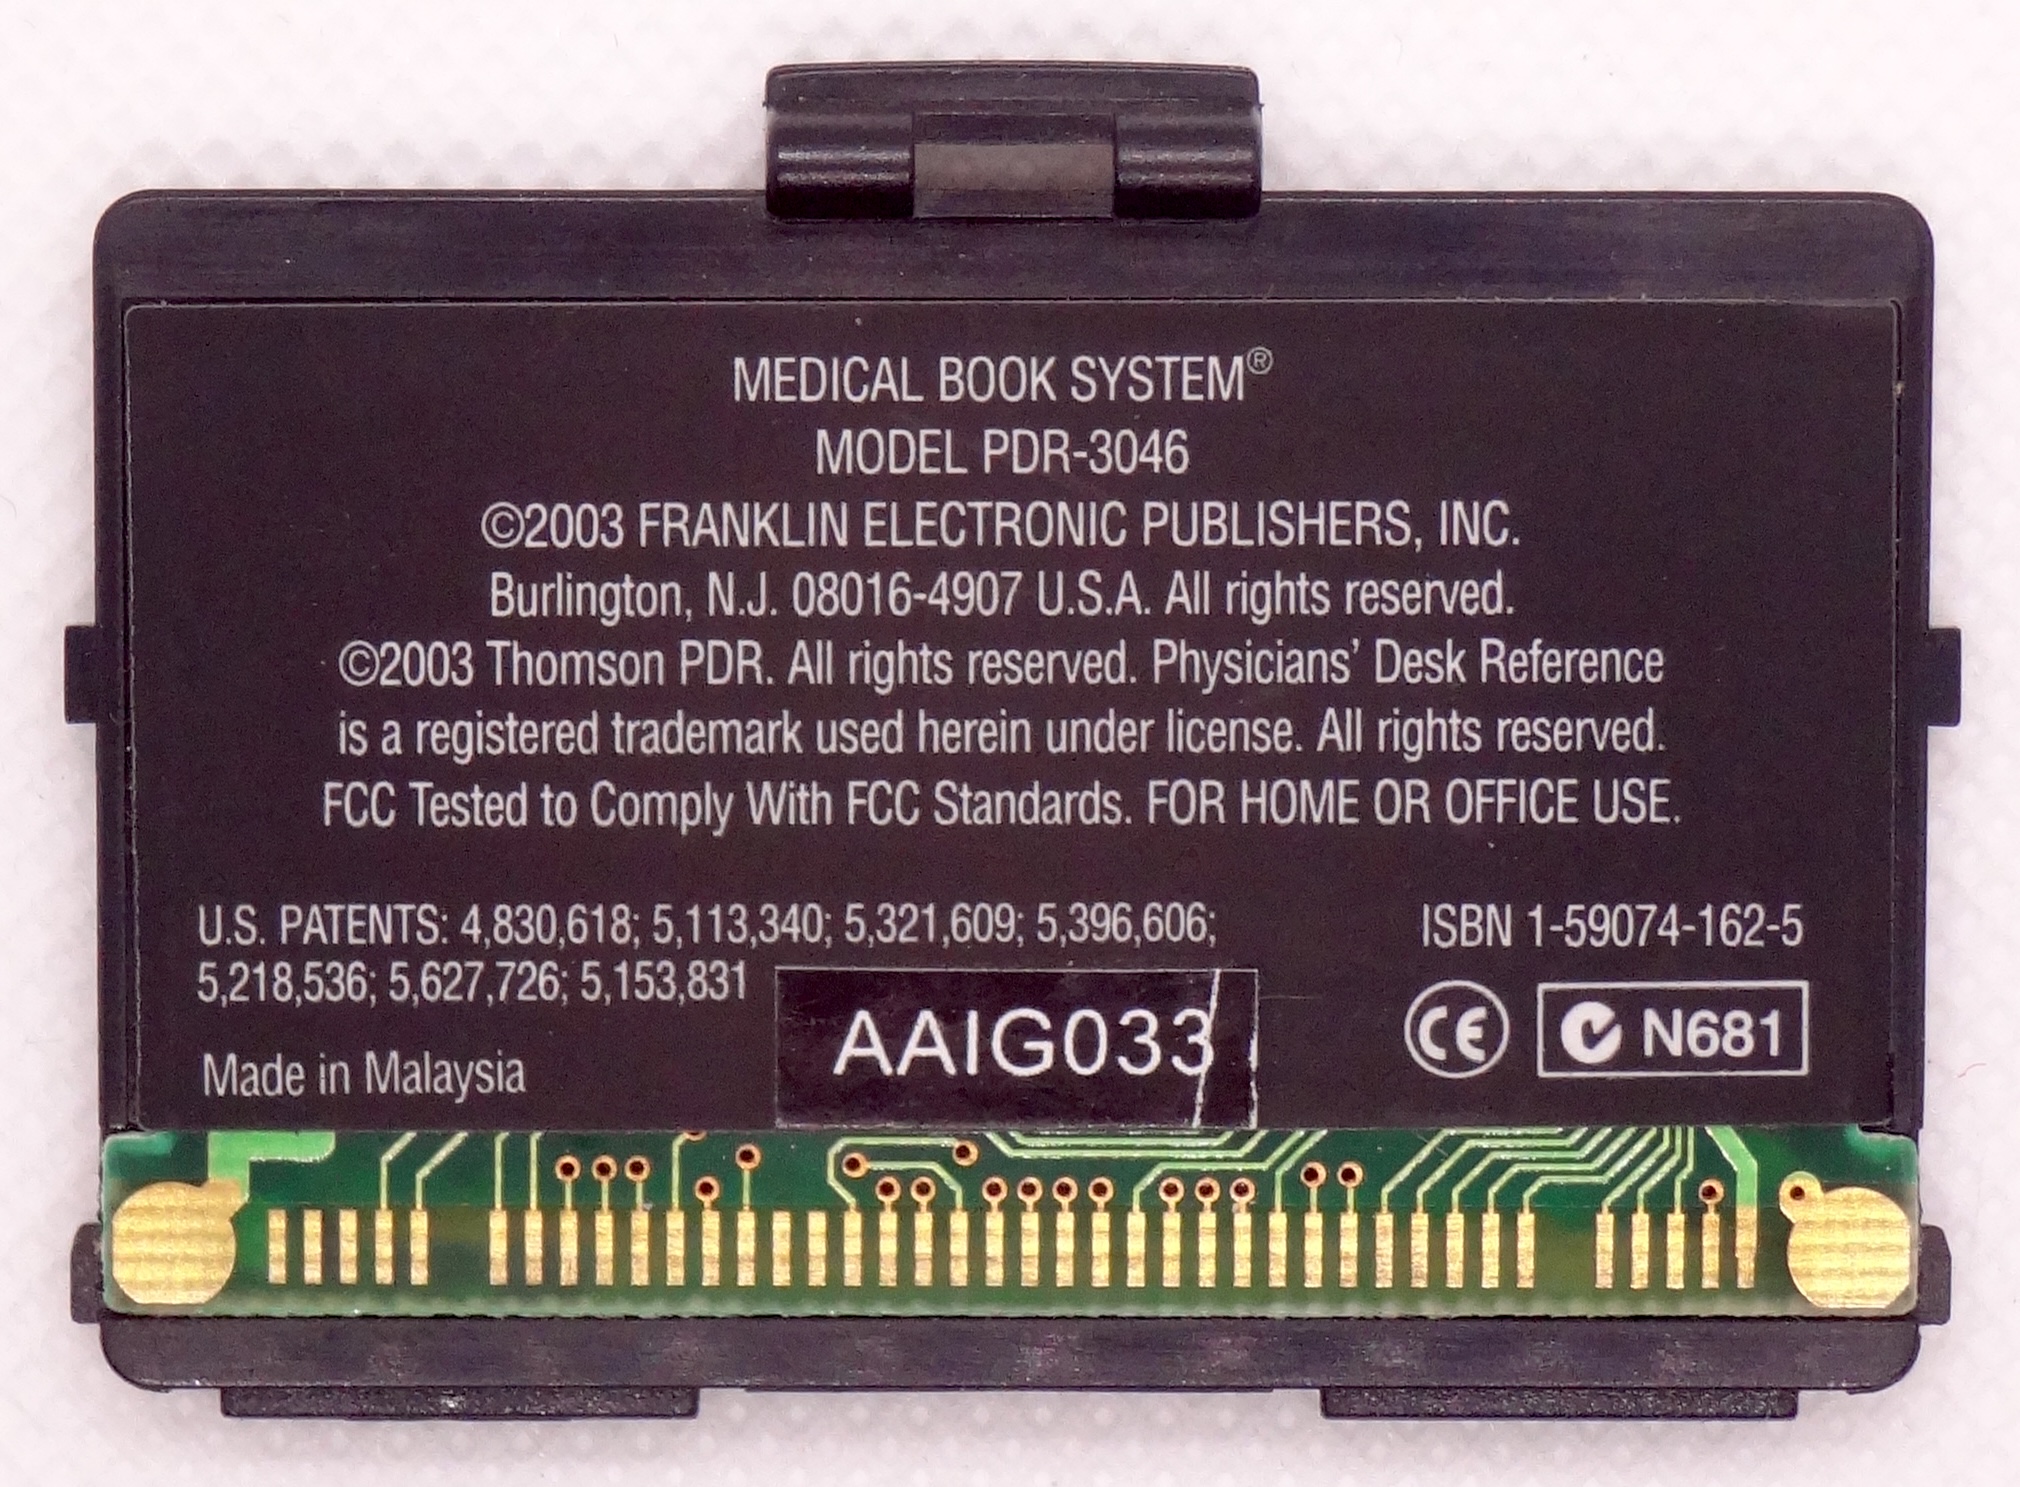 MEDICAL BOOK SYSTEM®
MODEL PDR-3046
©2003 FRANKLIN ELECTRONIC PUBLISHERS, INC.
Burlington, N.J. 08016-4907 U.S.A. All rights reserved.
©2003 Thomson PDR. All rights reserved. Physicians' Desk Reference
is a registered trademark used herein under license. All rights reserved.
FCC Tested to Comply With FCC Standards. FOR HOME OR OFFICE USE.
U.S. PATENTS: 4,830,618; 5,113,340; 5,321,609; 5,396,606;
5,218,536; 5,627,726; 5,153,831
ISBN 1-59074-162-5
Made in Malaysia
AAIG033
CE
N681